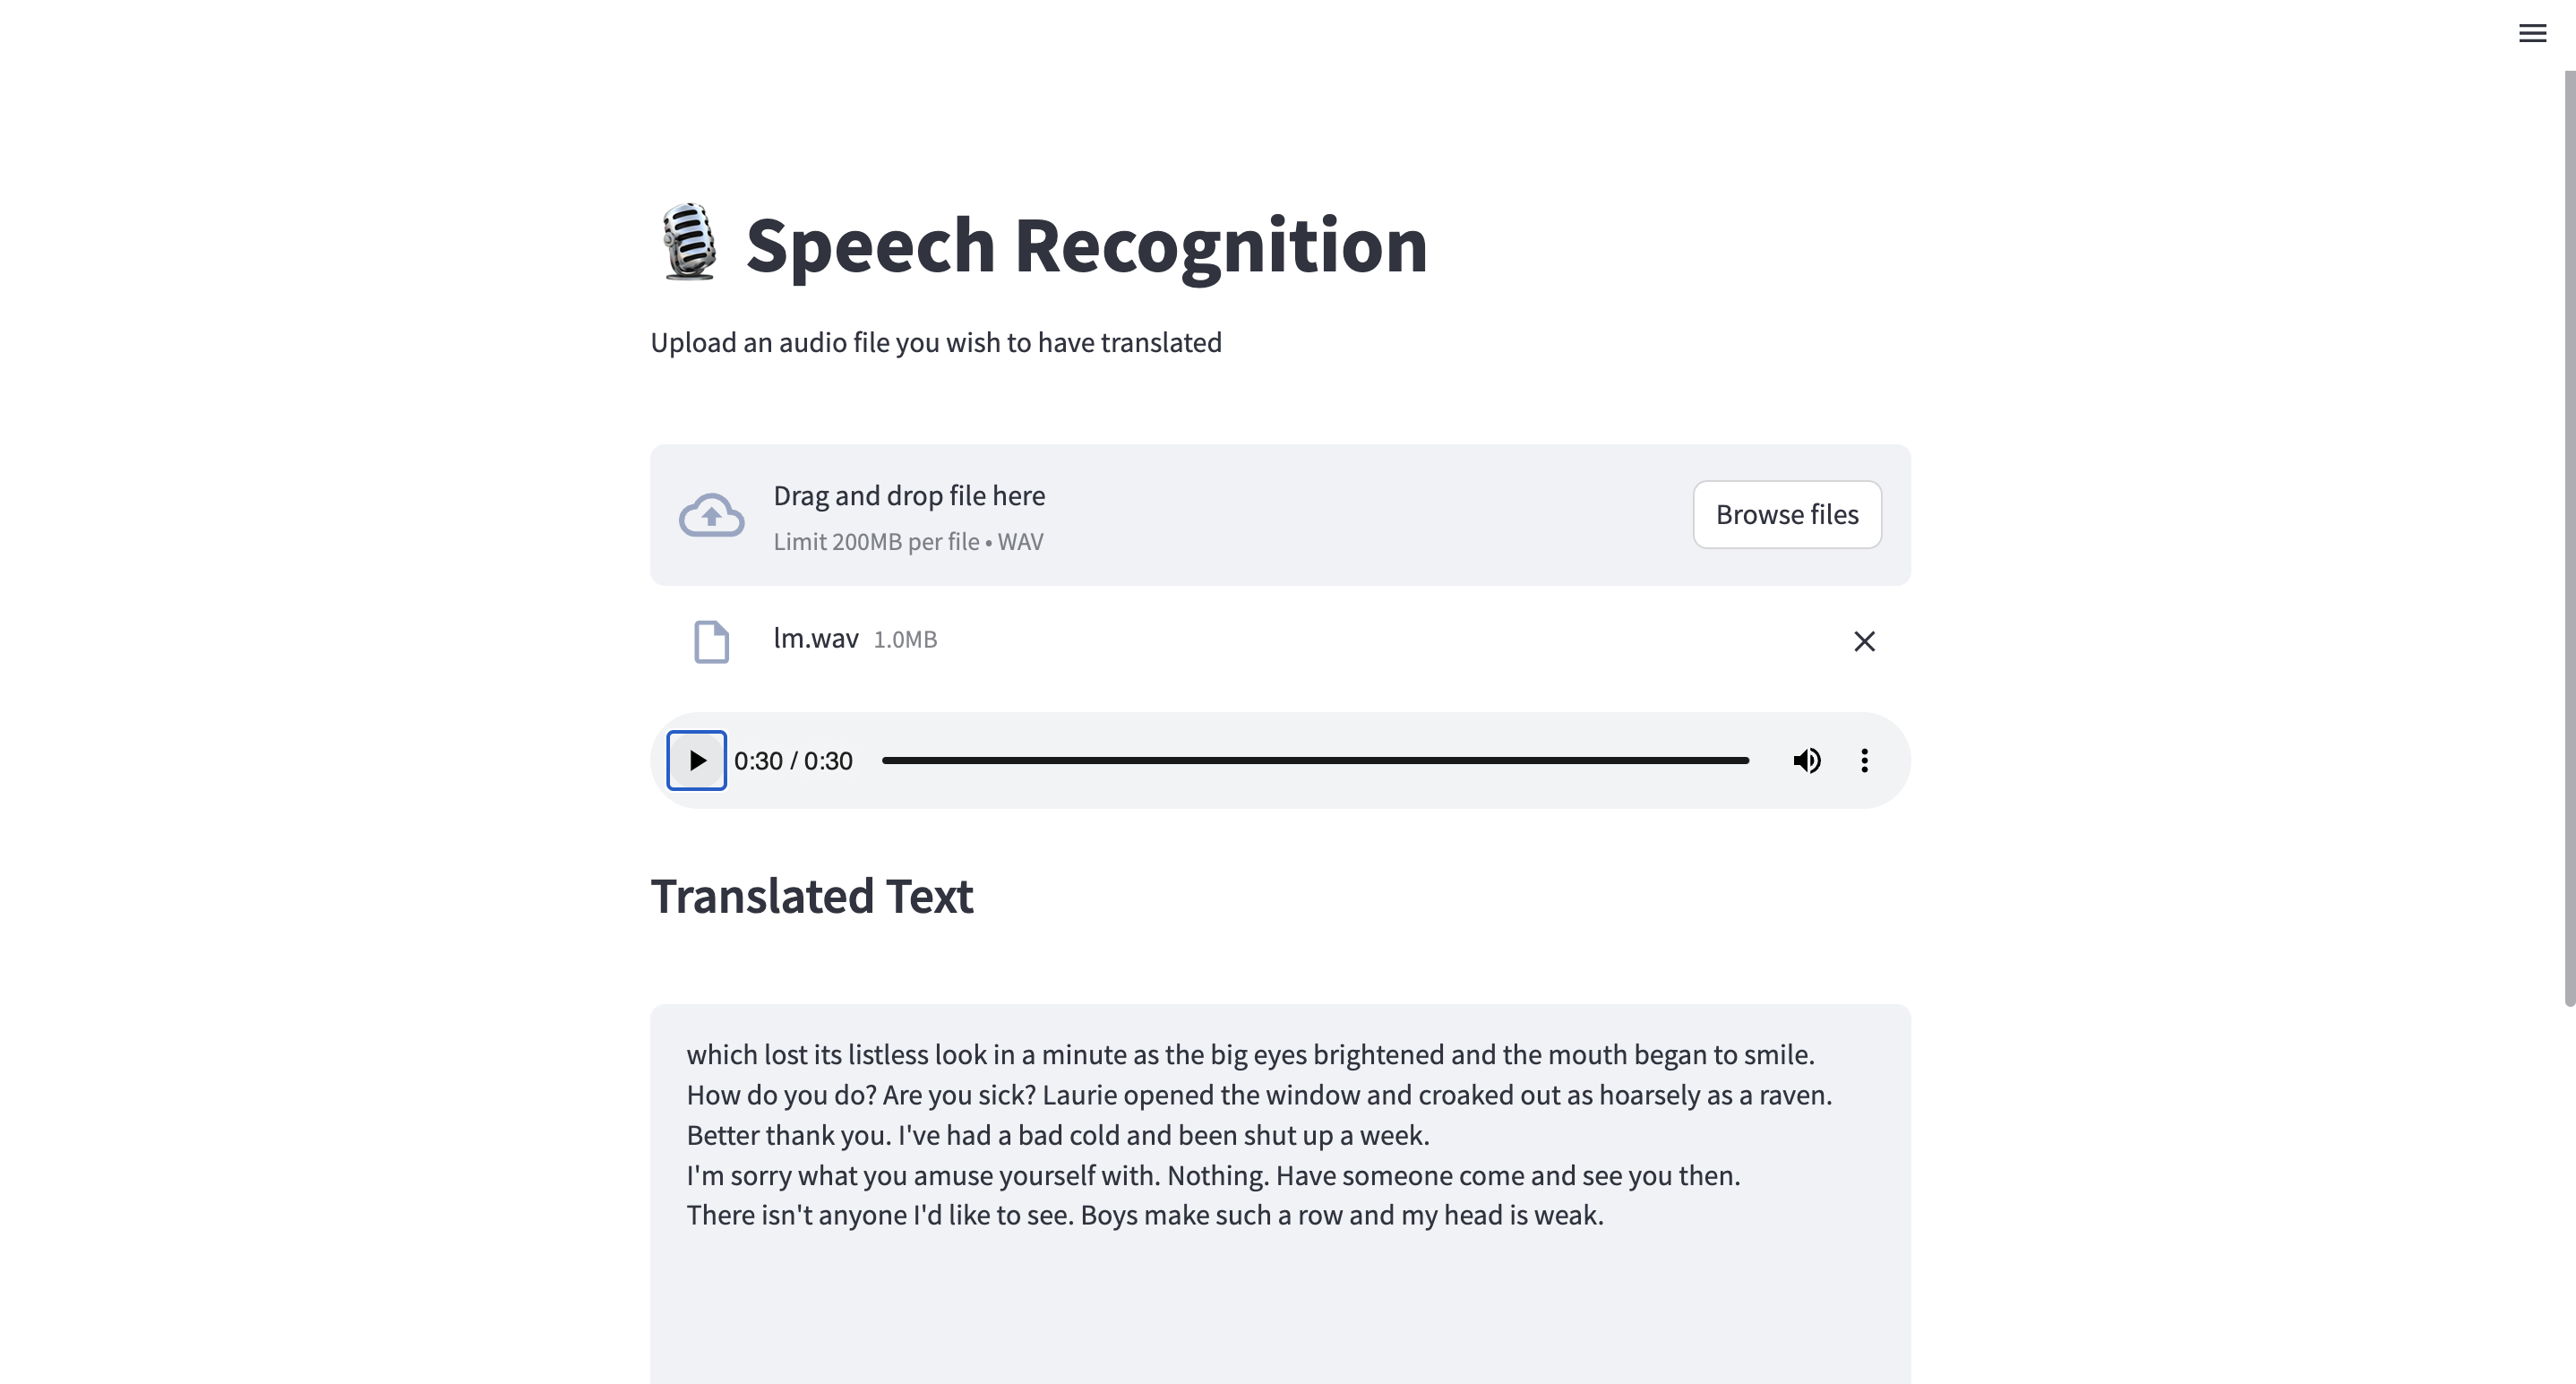 Speech Recognition
Upload an audio file you wish to have translated
Drag and drop file here
Limit 200MB per file • WAV
Browse files
lm.wav 1.0MB
0:30 / 0:30
Translated Text
which lost its listless look in a minute as the big eyes brightened and the mouth began to smile.
How do you do? Are you sick? Laurie opened the window and croaked out as hoarsely as a raven.
Better thank you. I've had a bad cold and been shut up a week.
I'm sorry what you amuse yourself with. Nothing. Have someone come and see you then.
There isn't anyone I'd like to see. Boys make such a row and my head is weak.